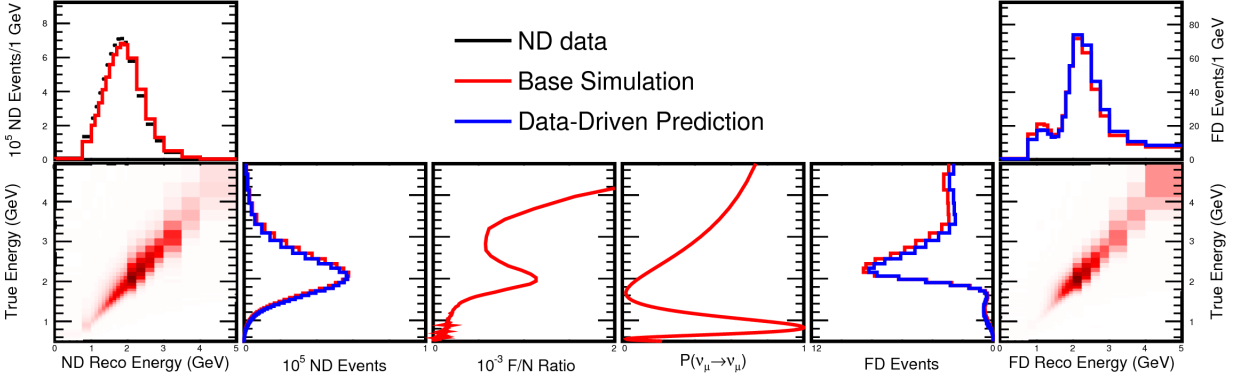 10⁵ ND Events/1 GeV
8
6
4
2
0
ND data
Base Simulation
Data-Driven Prediction
80
60
40
20
0
FD Events/1 GeV
True Energy (GeV)
4
3
2
1
0 1 2 3 4 5
ND Reco Energy (GeV)
0 1
10⁵ ND Events
0 2
10⁻³ F/N Ratio
0 1
P(νμ→νμ)
12 0
FD Events
4
3
2
1
True Energy (GeV)
0 1 2 3 4 5
FD Reco Energy (GeV)